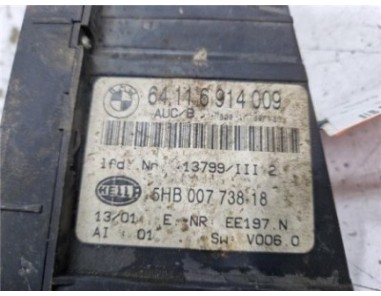 64.11 6 914 009
AUC/B
lfd. Nr. 13799/III 2
HELLA
5HB 007 738-18
13/01 E-NR EE197.N
AI 01 SW V006.0